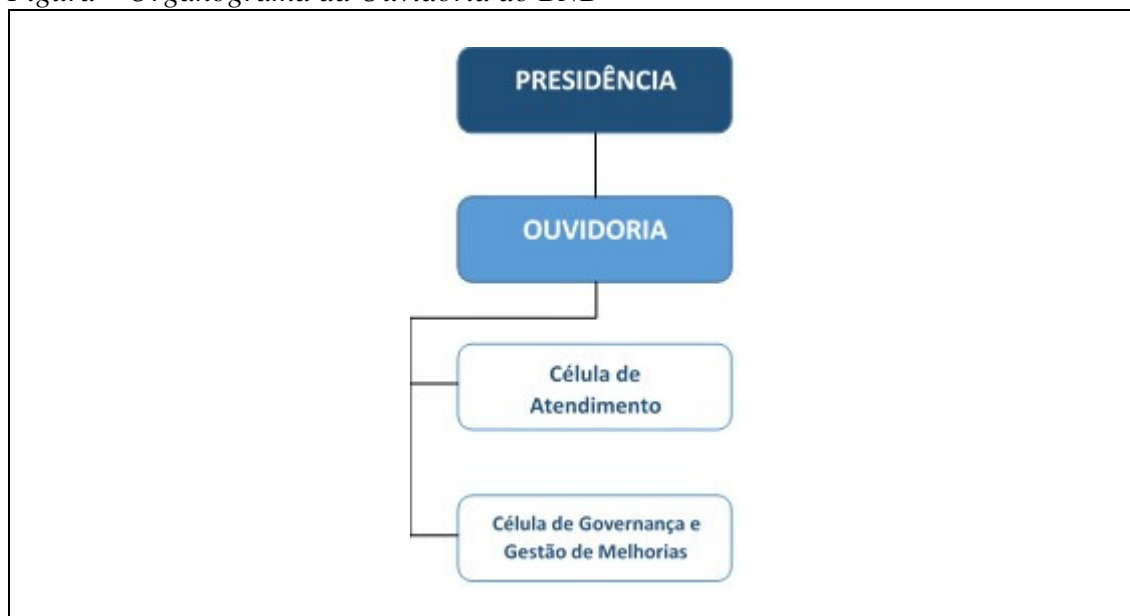 PRESIDÊNCIA
OUVIDORIA
Célula de
Atendimento
Célula de Governança e
Gestão de Melhorias